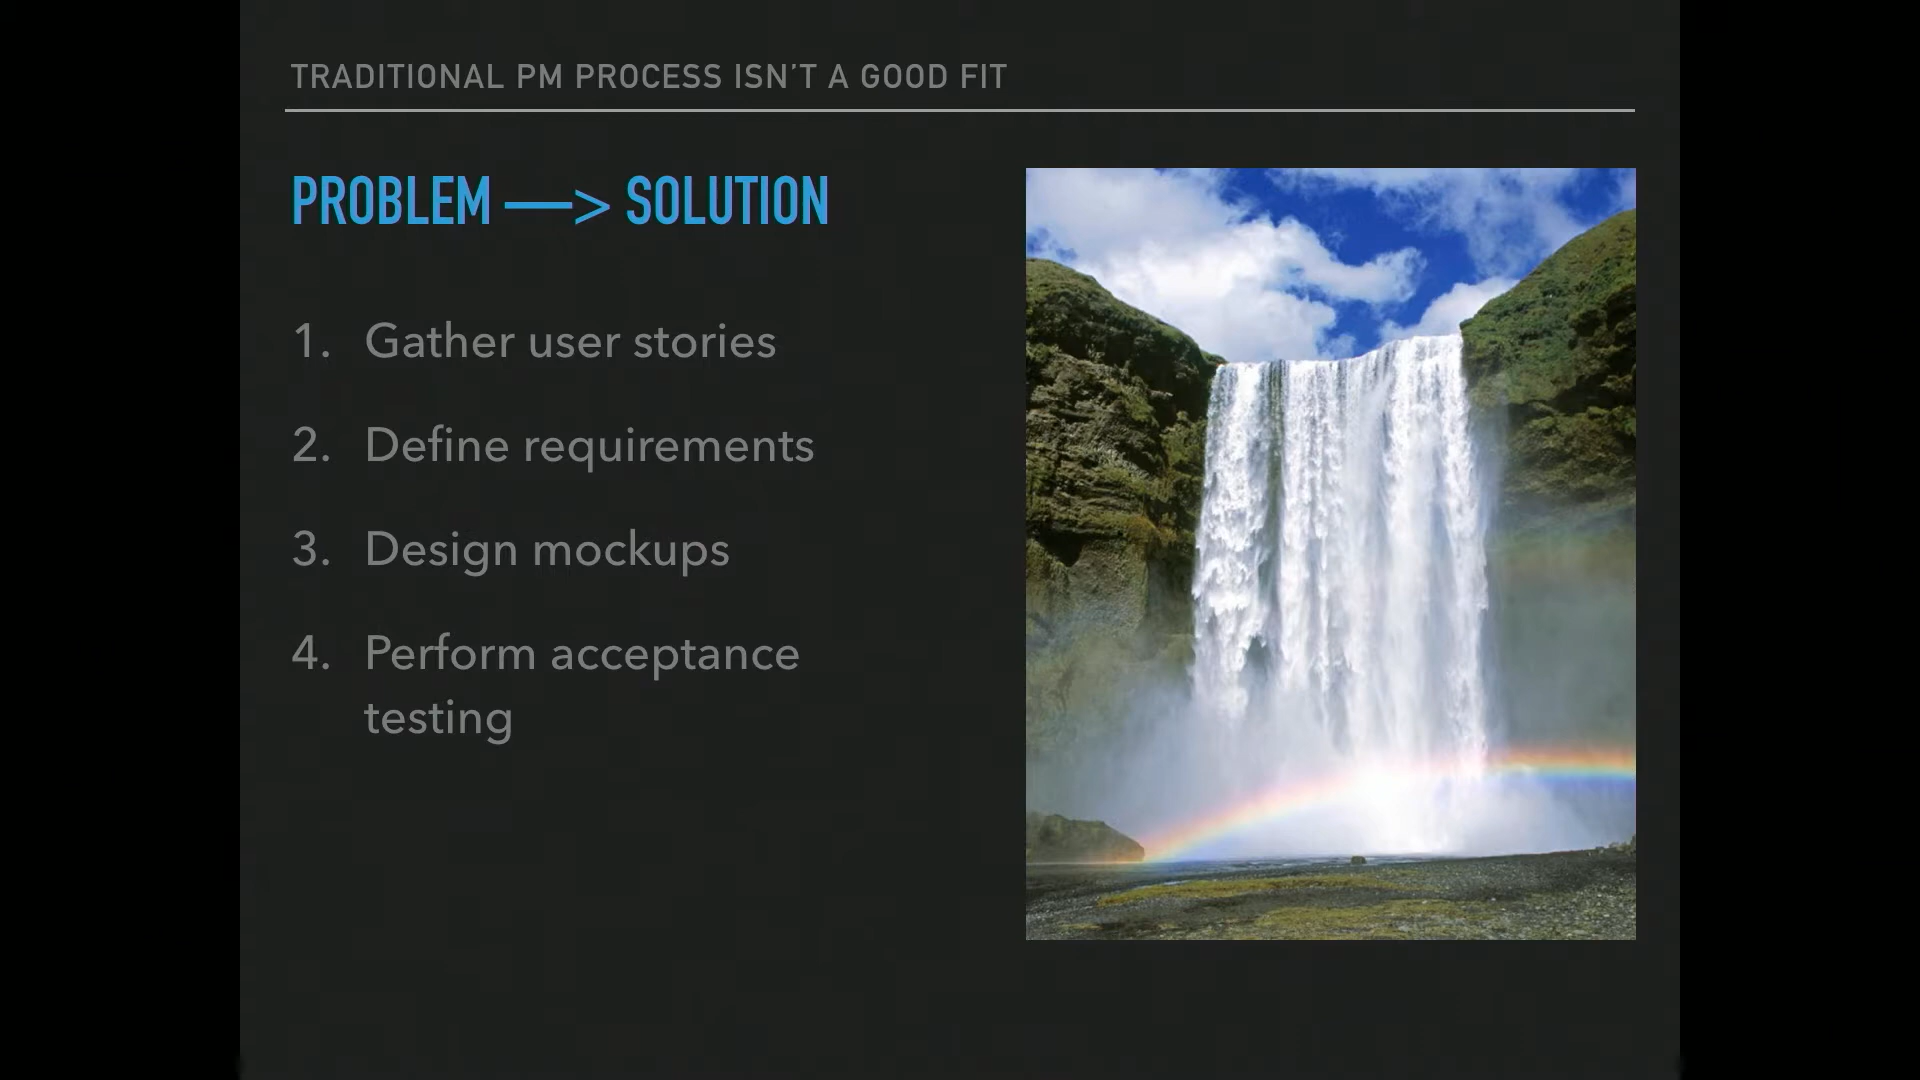 TRADITIONAL PM PROCESS ISN’T A GOOD FIT
PROBLEM —> SOLUTION
1. Gather user stories
2. Define requirements
3. Design mockups
4. Perform acceptance
testing